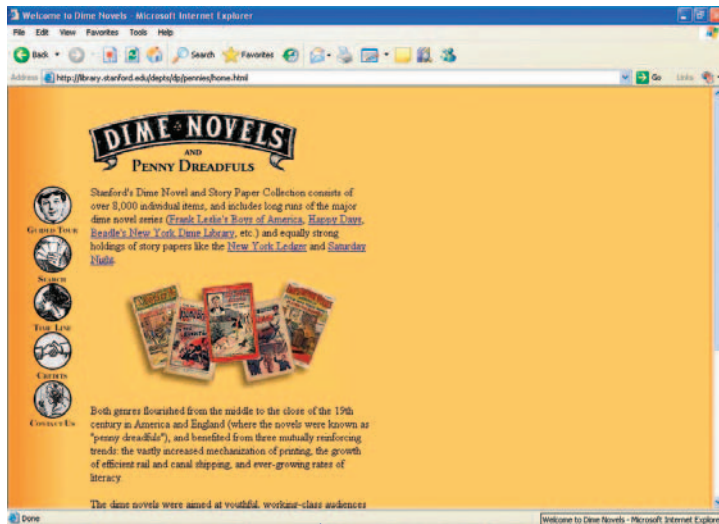 Welcome to Dime Novels - Microsoft Internet Explorer
File Edit View Favorites Tools Help
Back Search Favorites
Address http://library.stanford.edu/depts/dp/pennies/home.html Go Links
DIME NOVELS
AND
PENNY DREADFULS
Stanford's Dime Novel and Story Paper Collection consists of
over 8,000 individual items, and includes long runs of the major
dime novel series (Frank Leslie's Boys of America, Happy Days,
Beadle's New York Dime Library, etc.) and equally strong
holdings of story papers like the New York Ledger and Saturday
Night.
GUIDED TOUR
SEARCH
TIME LINE
CREDITS
CONTACT US
Both genres flourished from the middle to the close of the 19th
century in America and England (where the novels were known as
"penny dreadfuls"), and benefited from three mutually reinforcing
trends: the vastly increased mechanization of printing, the growth
of efficient rail and canal shipping, and ever-growing rates of
literacy.
The dime novels were aimed at youthful, working-class audiences
Done
Welcome to Dime Novels - Microsoft Internet Explorer